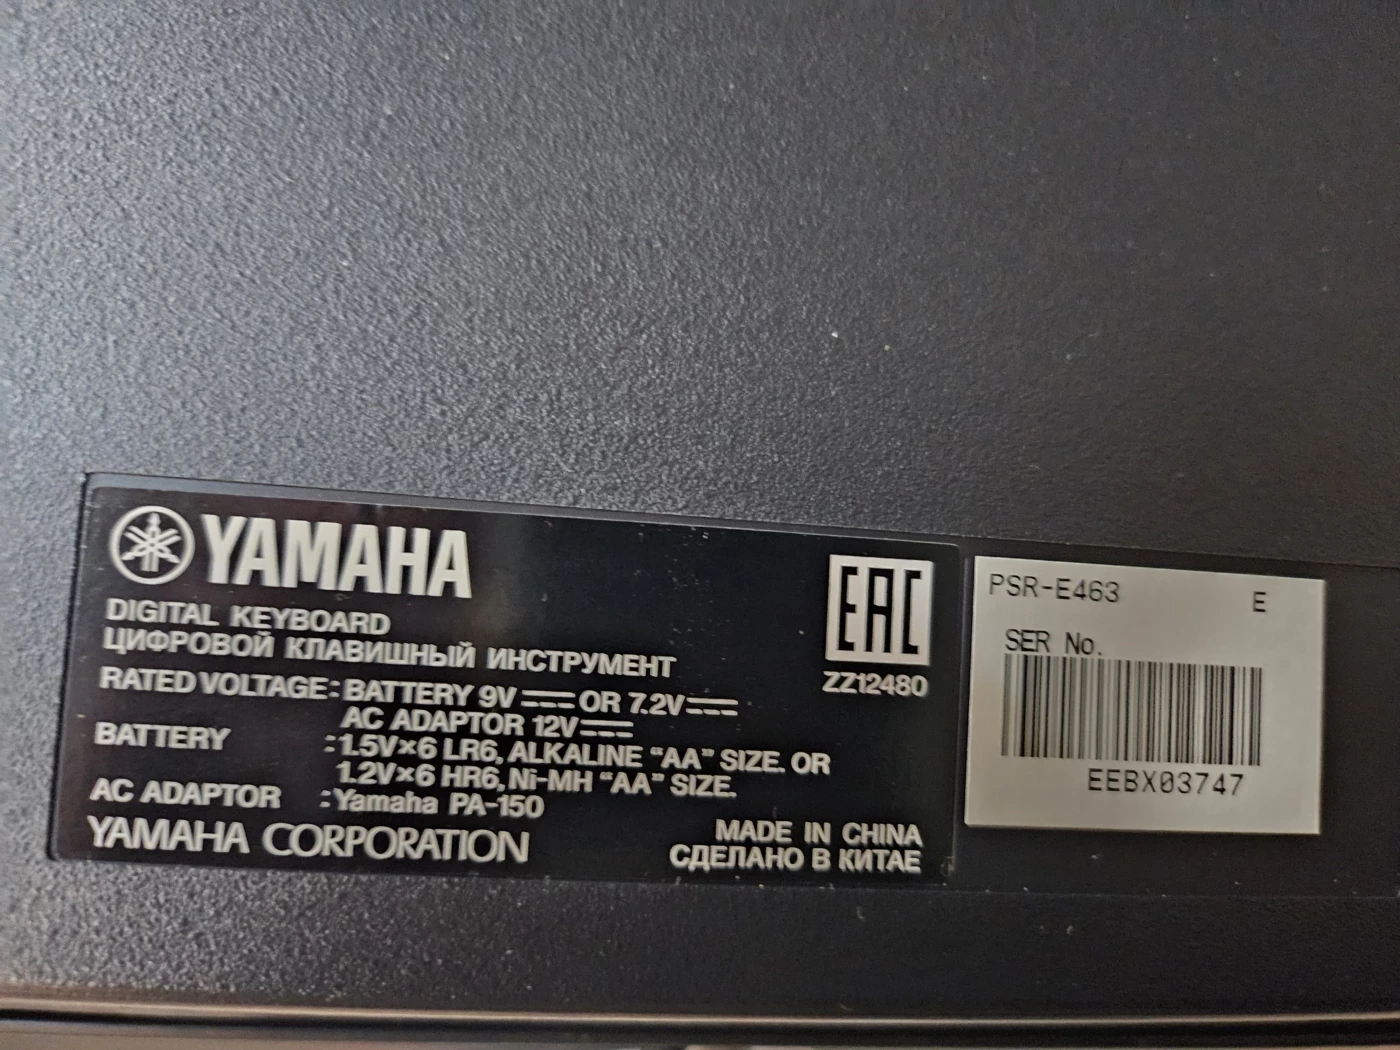 YAMAHA
DIGITAL KEYBOARD
ЦИФРОВОЙ КЛАВИШНЫЙ ИНСТРУМЕНТ
RATED VOLTAGE: BATTERY 9V OR 7.2V
AC ADAPTOR 12V
BATTERY : 1.5V×6 LR6, ALKALINE “AA” SIZE. OR
1.2V×6 HR6, Ni-MH “AA” SIZE.
AC ADAPTOR : Yamaha PA-150
YAMAHA CORPORATION
EAC
ZZ12480
MADE IN CHINA
СДЕЛАНО В КИТАЕ
PSR-E463 E
SER No.
EEBX03747